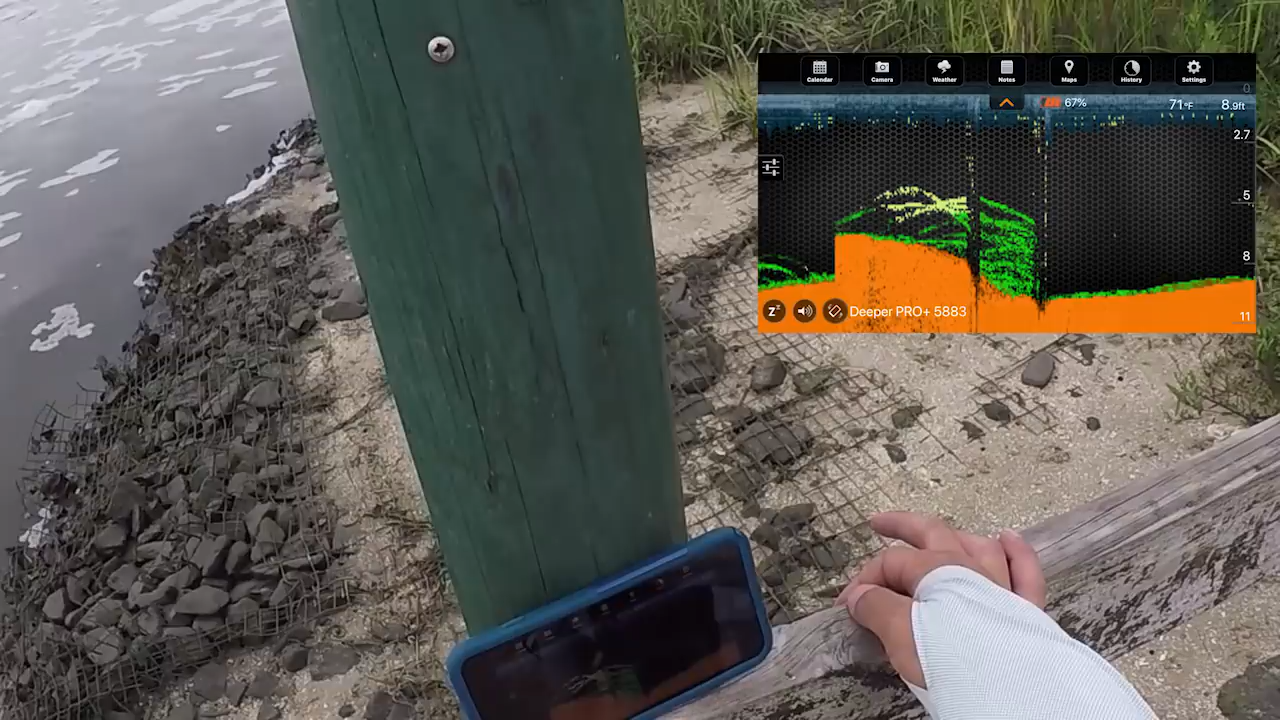 Calendar Camera Weather Notes Maps History Settings
0
67% 71°F 8.9ft
2.7
5
8
Deeper PRO+ 5883
11